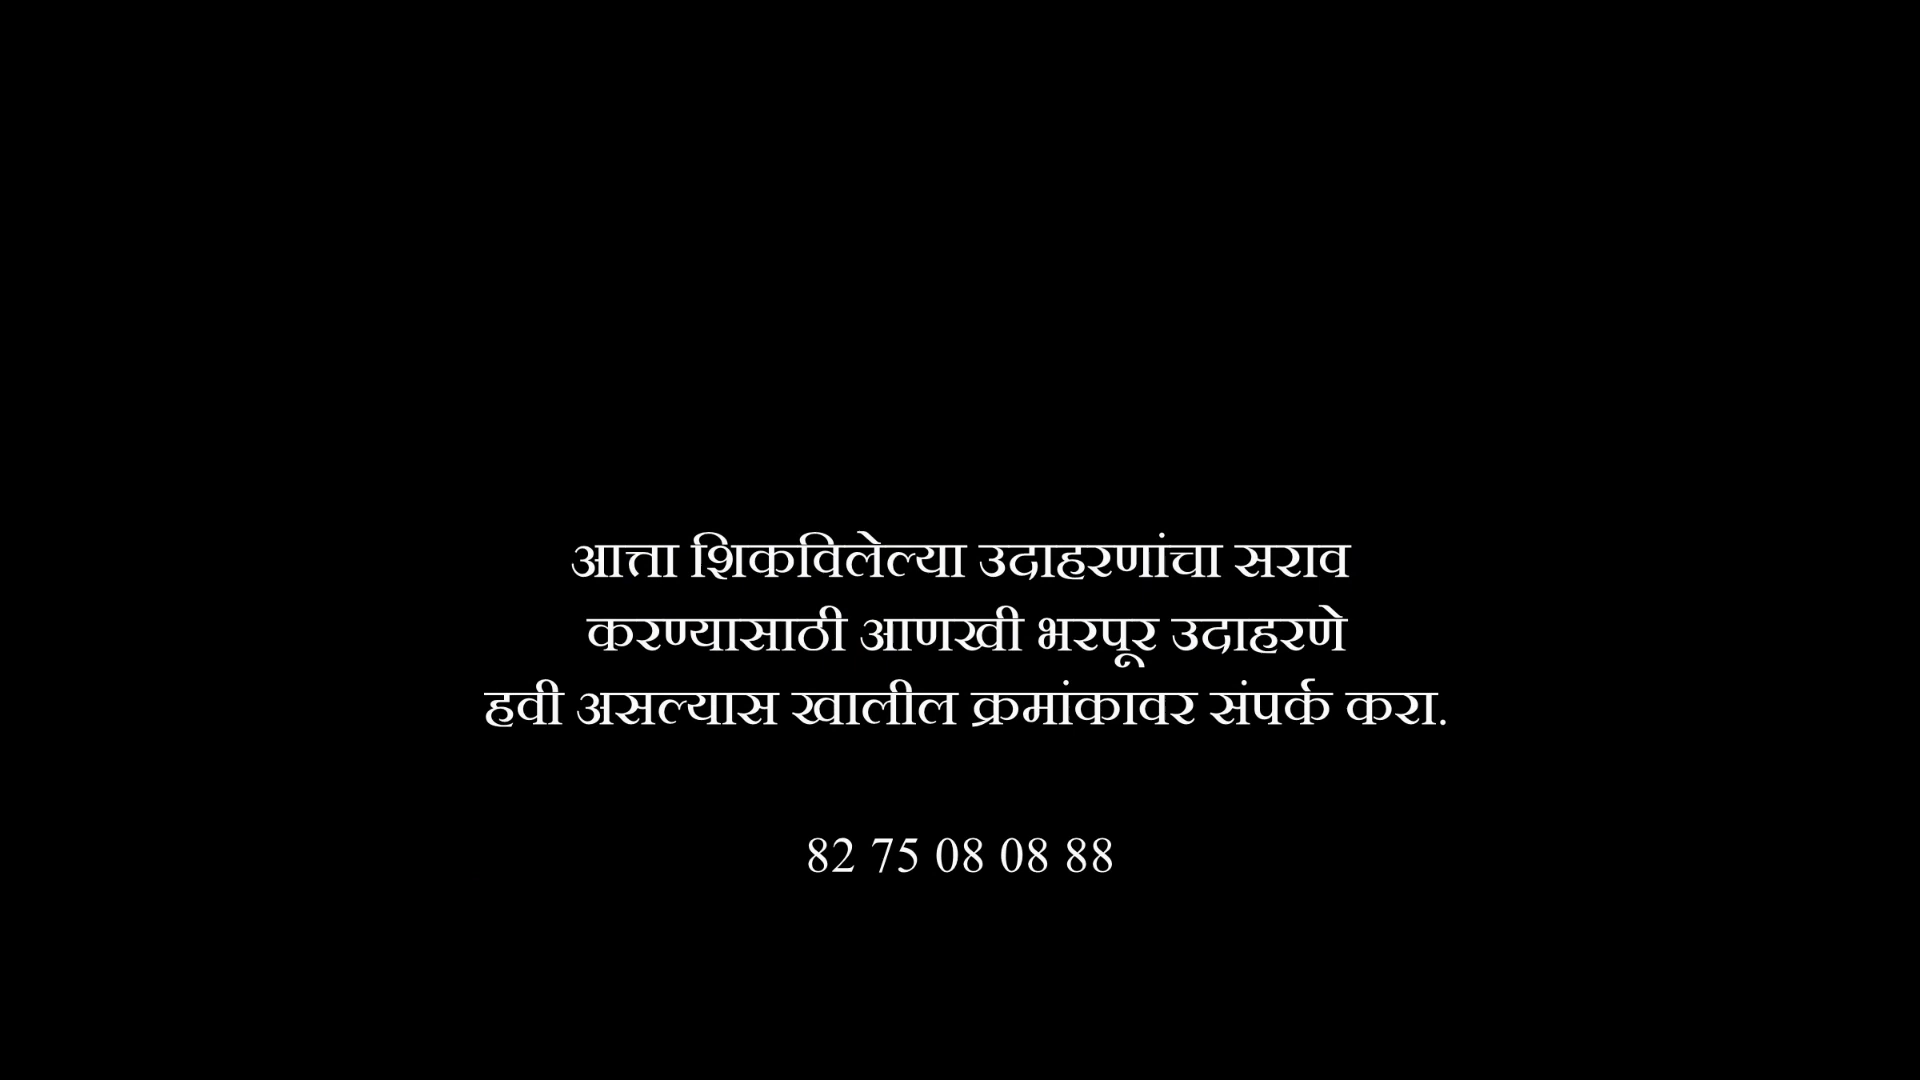 आत्ता शिकविलेल्या उदाहरणांचा सराव
करण्यासाठी आणखी भरपूर उदाहरणे
हवी असल्यास खालील क्रमांकावर संपर्क करा.
82 75 08 08 88